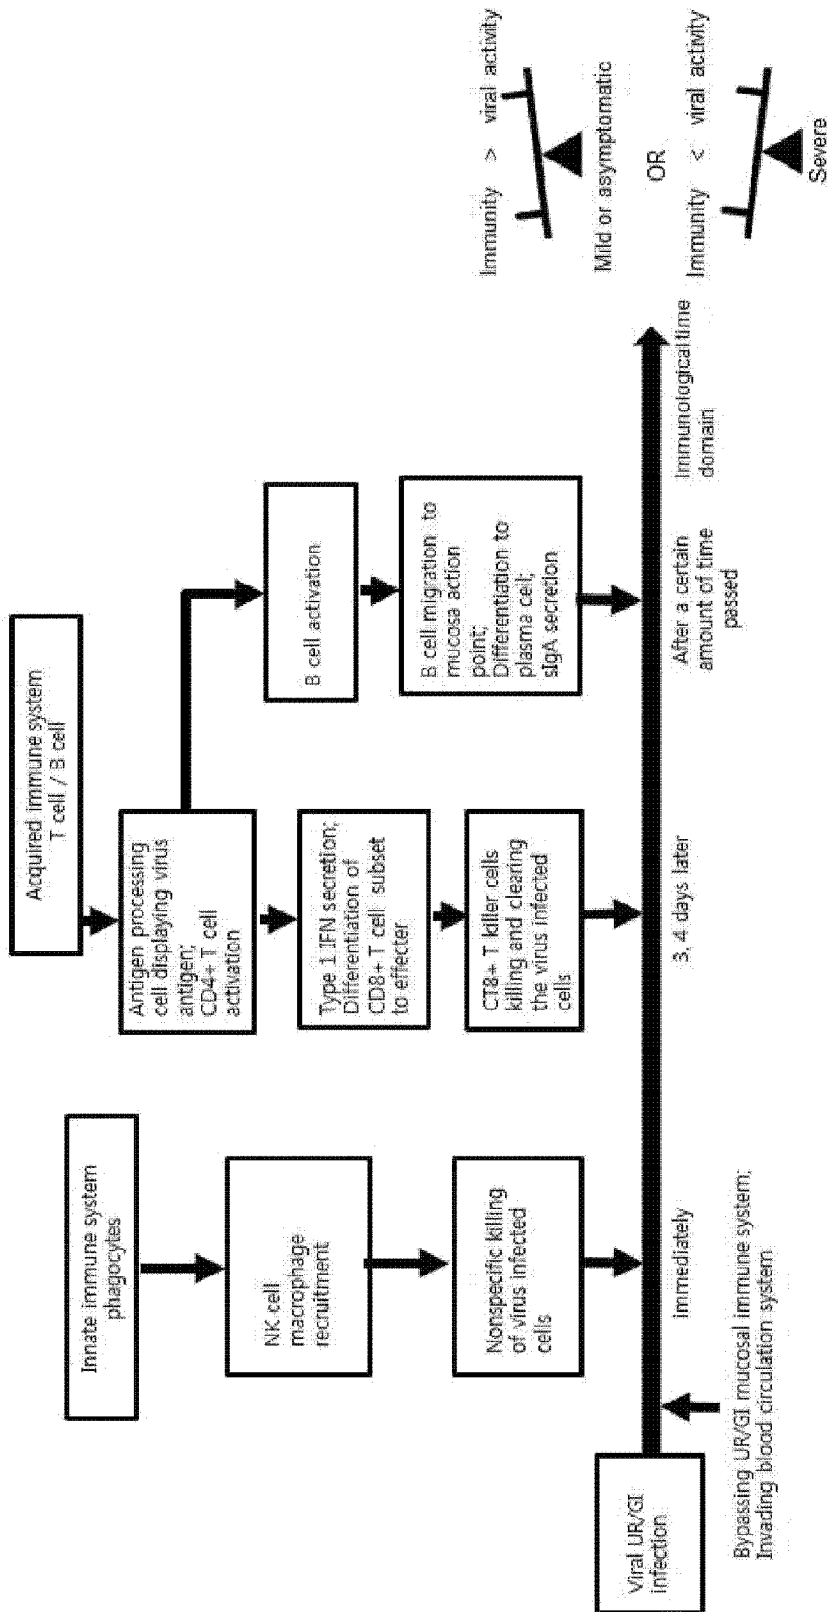 Innate immune system
phagocytes
NK cell
macrophage
recruitment
Nonspecific killing
of virus infected
cells
Acquired immune system
T cell / B cell
Antigen processing
cell displaying virus
antigen;
CD4+ T cell
activation
Type 1 IFN secretion;
Differentiation of
CD8+ T cell subset
to effecter
CT8+ T killer cells
killing and clearing
the virus infected
cells
B cell activation
B cell migration to
mucosa action
point;
Differentiation to
plasma cell;
sIgA secretion
Viral UR/GI
infection
Bypassing UR/GI mucosal immune system;
Invading blood circulation system
immediately
3, 4 days later
After a certain
amount of time
passed
Immunological time
domain
Immunity > viral activity
Mild or asymptomatic
OR
Immunity < viral activity
Severe